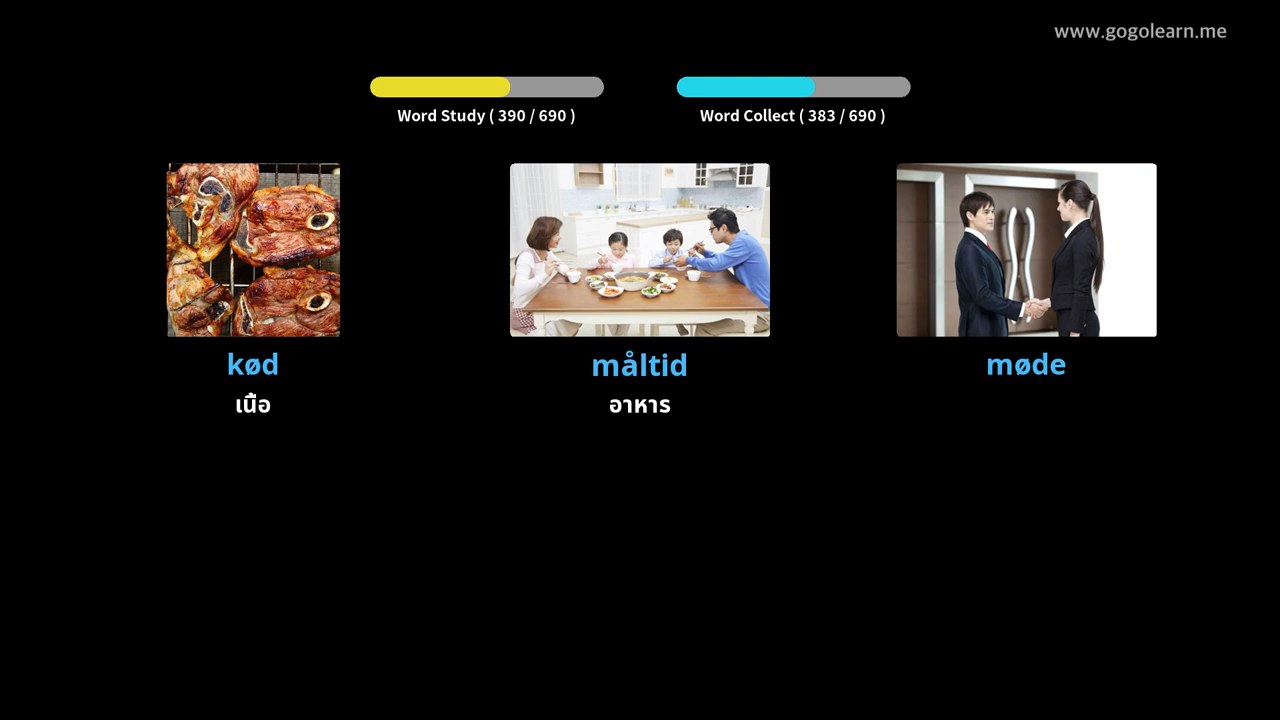 www.gogolearn.me
Word Study ( 390 / 690 )
Word Collect ( 383 / 690 )
kød
måltid
møde
เนื้อ
อาหาร